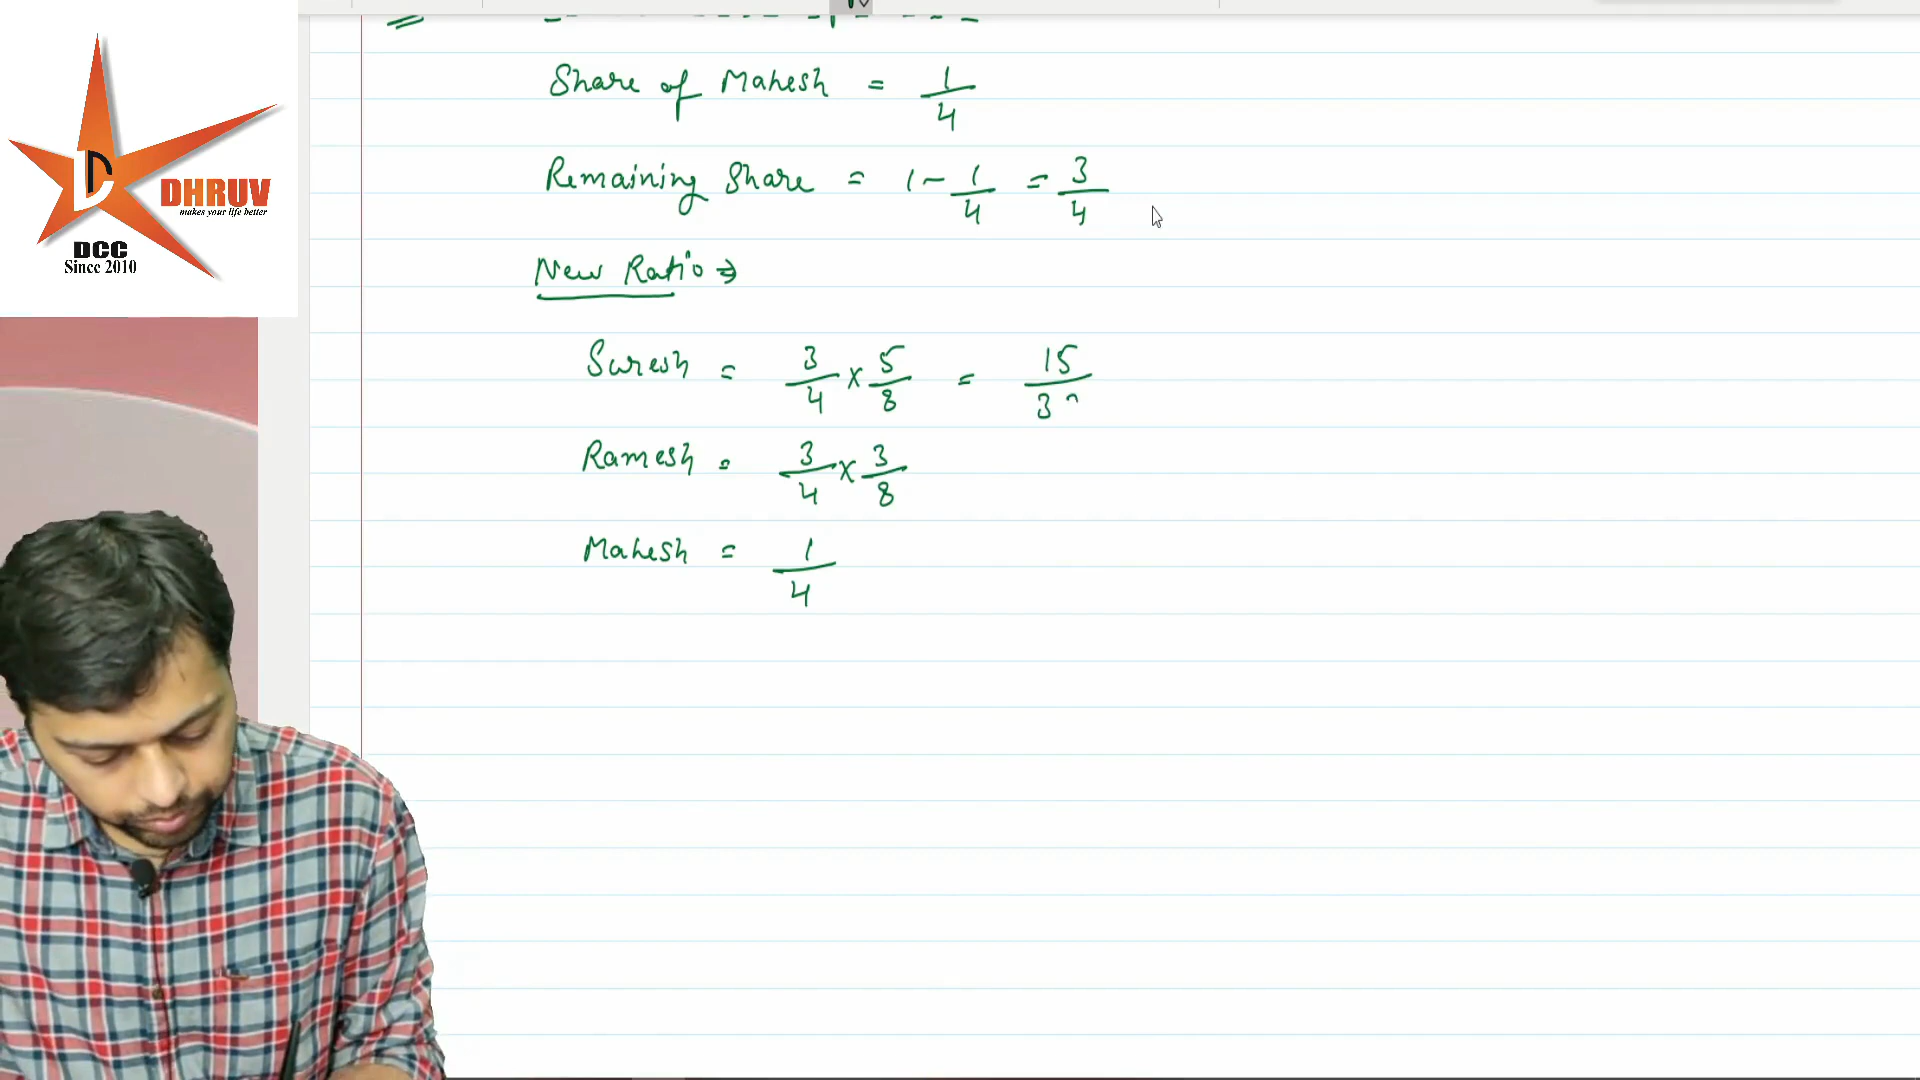 Share of Mahesh = 1/4
Remaining Share = 1 - 1/4 = 3/4
New Ratio ⇒
Suresh = 3/4 × 5/8 = 15/3
Ramesh = 3/4 × 3/8
Mahesh = 1/4
D
DHRUV
makes your life better
DCC
Since 2010